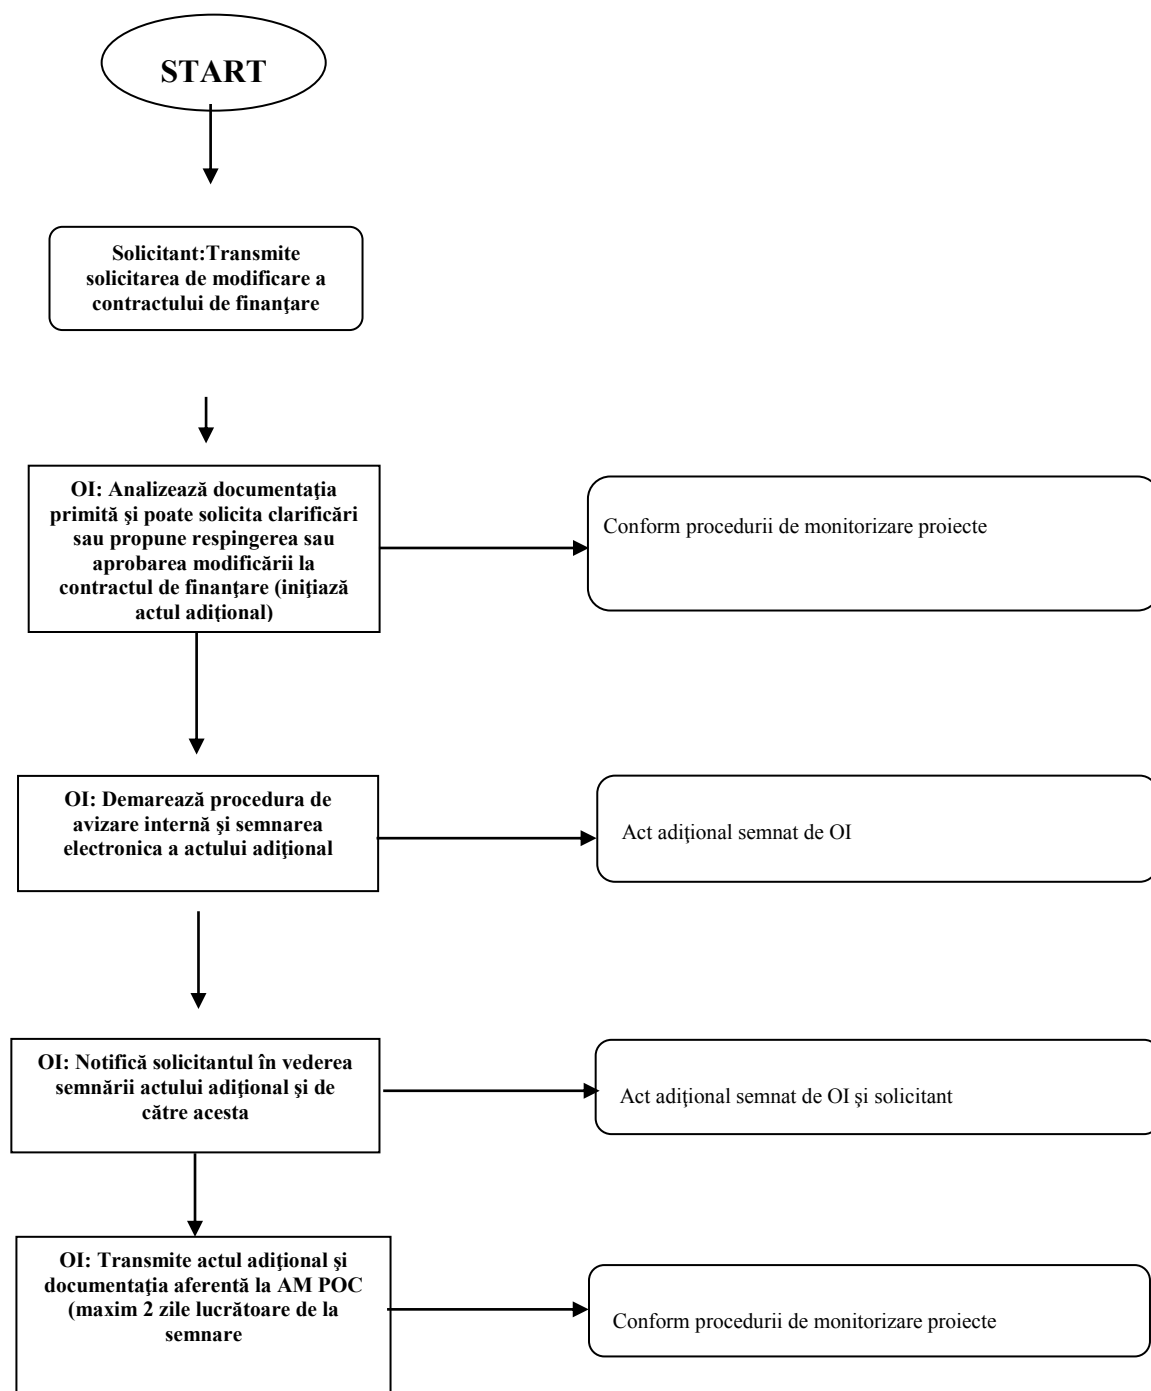 START
Solicitant:Transmite
solicitarea de modificare a
contractului de finanţare
OI: Analizează documentaţia
primită şi poate solicita clarificări
sau propune respingerea sau
aprobarea modificării la
contractul de finanţare (iniţiază
actul adiţional)
Conform procedurii de monitorizare proiecte
OI: Demarează procedura de
avizare internă şi semnarea
electronica a actului adiţional
Act adiţional semnat de OI
OI: Notifică solicitantul în vederea
semnării actului adiţional şi de
către acesta
Act adiţional semnat de OI şi solicitant
OI: Transmite actul adiţional şi
documentaţia aferentă la AM POC
(maxim 2 zile lucrătoare de la
semnare
Conform procedurii de monitorizare proiecte